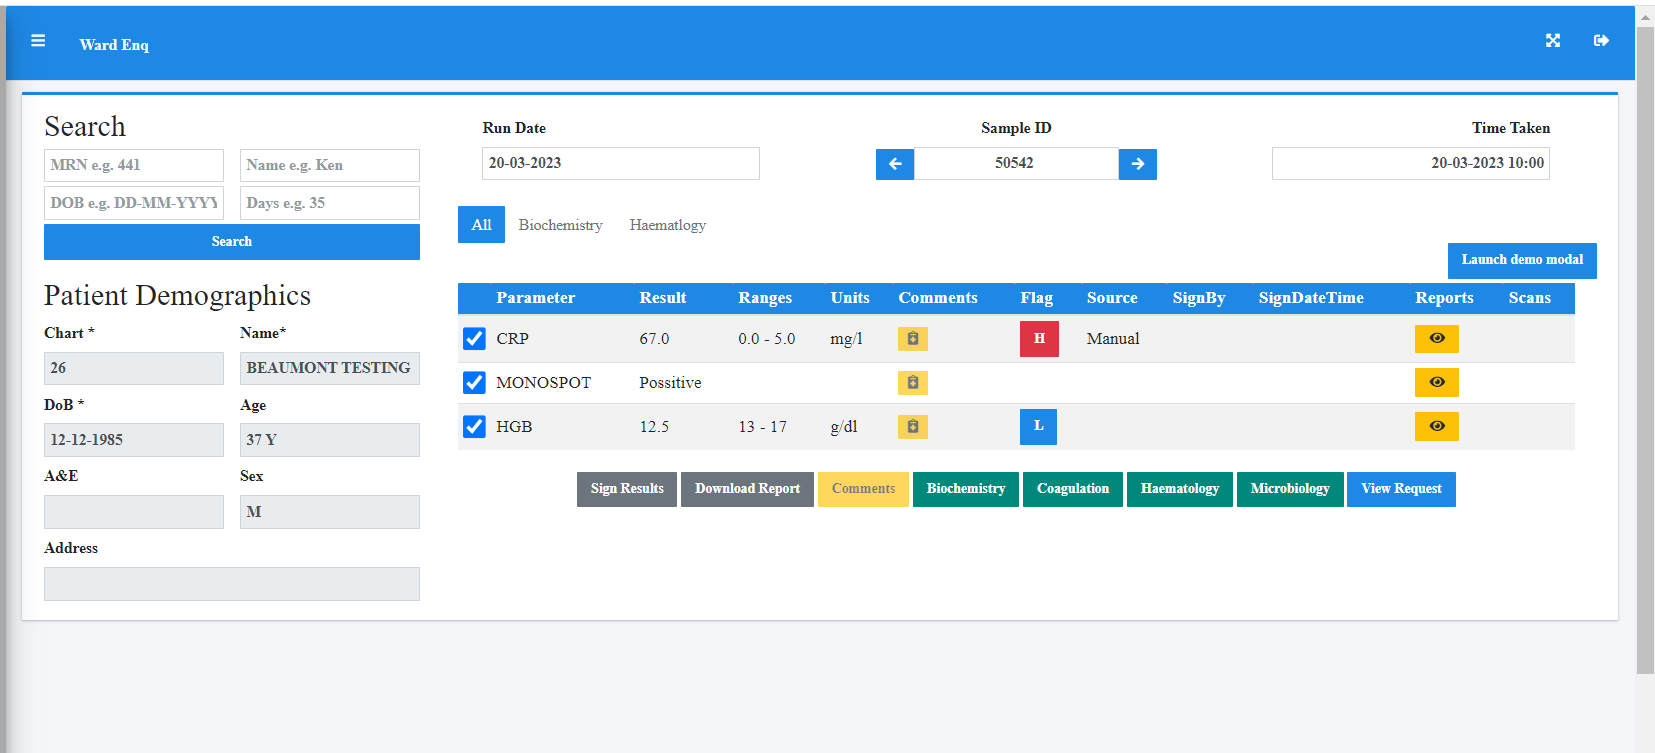 Ward Enq
Search
MRN e.g. 441 Name e.g. Ken
DOB e.g. DD-MM-YYYY Days e.g. 35
Search
Patient Demographics
Chart * Name*
26 BEAUMONT TESTING
DoB * Age
12-12-1985 37 Y
A&E Sex
M
Address
Run Date Sample ID Time Taken
20-03-2023 50542 20-03-2023 10:00
All Biochemistry Haematlogy
Launch demo modal
Parameter Result Ranges Units Comments Flag Source SignBy SignDateTime Reports Scans
CRP 67.0 0.0 - 5.0 mg/l H Manual
MONOSPOT Possitive
HGB 12.5 13 - 17 g/dl L
Sign Results Download Report Comments Biochemistry Coagulation Haematology Microbiology View Request